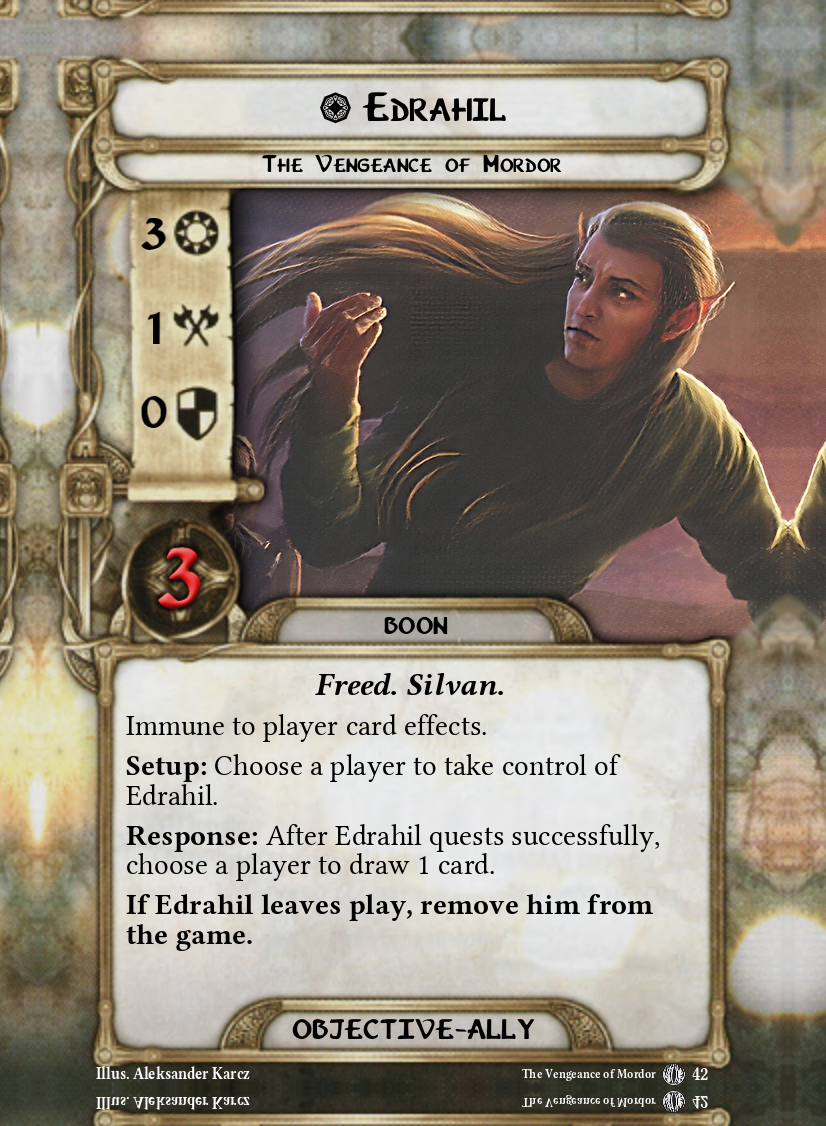 Edrahil
The Vengeance of Mordor
3
1
0
3
BOON
Freed. Silvan.
Immune to player card effects.
Setup: Choose a player to take control of
Edrahil.
Response: After Edrahil quests successfully,
choose a player to draw 1 card.
If Edrahil leaves play, remove him from
the game.
OBJECTIVE-ALLY
Illus. Aleksander Karcz
The Vengeance of Mordor 42